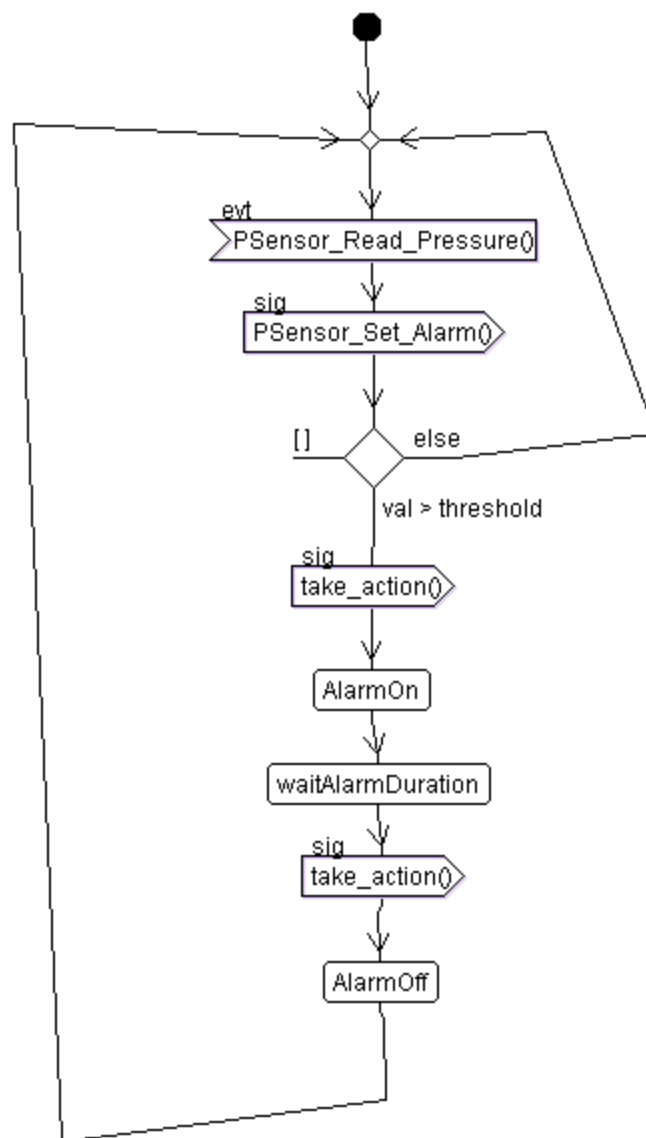 evt
PSensor_Read_Pressure()
sig
PSensor_Set_Alarm()
[ ]
else
val > threshold
sig
take_action()
AlarmOn
waitAlarmDuration
sig
take_action()
AlarmOff